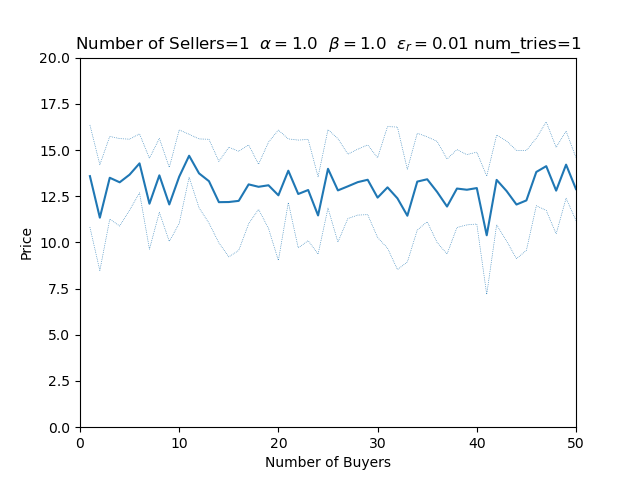 Number of Sellers=1 α = 1.0 β = 1.0 εᵣ = 0.01 num_tries=1
20.0
17.5
15.0
12.5
10.0
7.5
5.0
2.5
0.0
Price
0 10 20 30 40 50
Number of Buyers